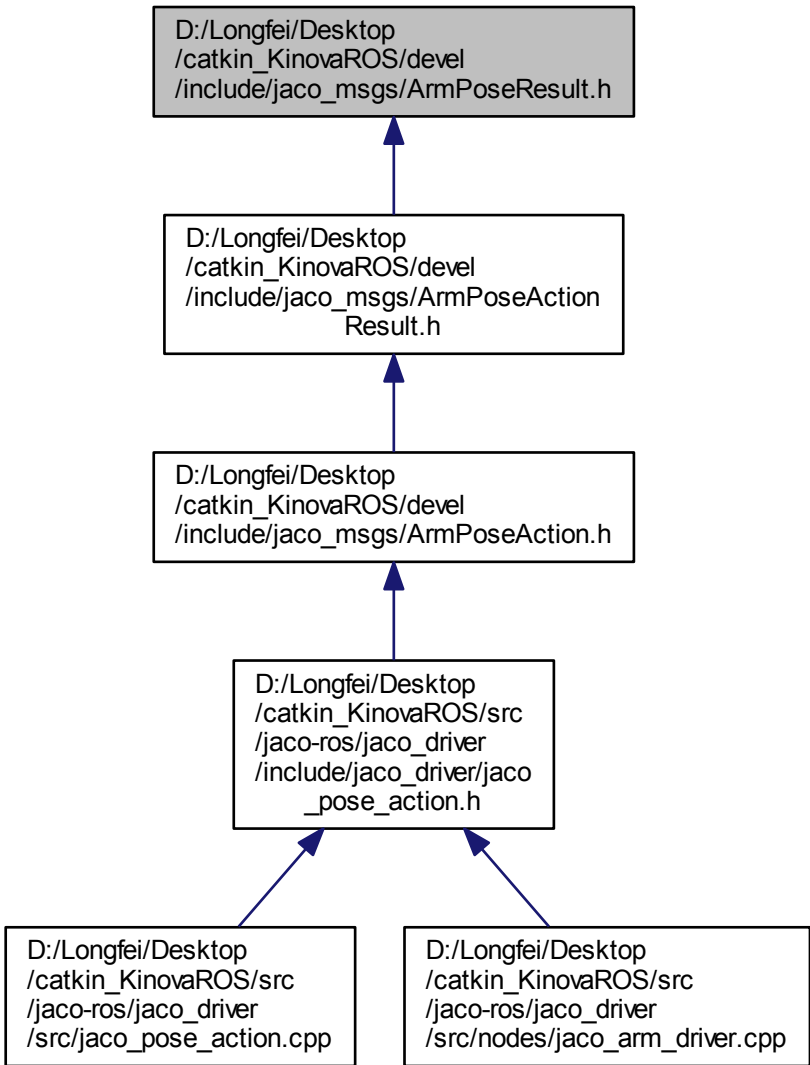 D:/Longfei/Desktop
/catkin_KinovaROS/devel
/include/jaco_msgs/ArmPoseResult.h
D:/Longfei/Desktop
/catkin_KinovaROS/devel
/include/jaco_msgs/ArmPoseAction
Result.h
D:/Longfei/Desktop
/catkin_KinovaROS/devel
/include/jaco_msgs/ArmPoseAction.h
D:/Longfei/Desktop
/catkin_KinovaROS/src
/jaco-ros/jaco_driver
/include/jaco_driver/jaco
_pose_action.h
D:/Longfei/Desktop
/catkin_KinovaROS/src
/jaco-ros/jaco_driver
/src/jaco_pose_action.cpp
D:/Longfei/Desktop
/catkin_KinovaROS/src
/jaco-ros/jaco_driver
/src/nodes/jaco_arm_driver.cpp